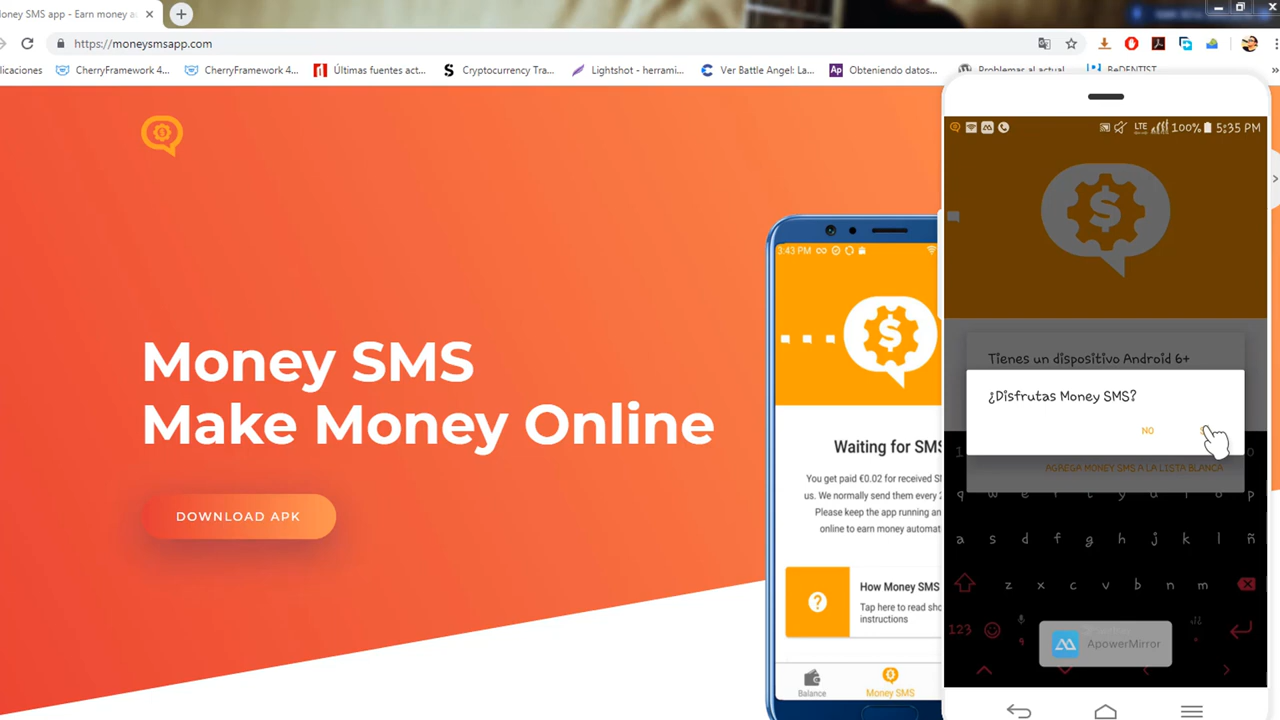 oney SMS app - Earn money a
https://moneysmsapp.com
licaciones
CherryFramework 4...
CherryFramework 4...
Últimas fuentes act...
Cryptocurrency Tra...
Lightshot - herrami...
Ver Battle Angel: La...
Obteniendo datos...
Problemas al actual
BeDENTIST
Money SMS
Make Money Online
DOWNLOAD APK
3:43 PM
Waiting for SMS
You get paid €0.02 for received S
us. We normally send them every 2
Please keep the app running an
online to earn money automat
How Money SMS
Tap here to read sho
instructions
Balance
Money SMS
LTE 100% 5:35 PM
Tienes un dispositivo Android 6+
¿Disfrutas Money SMS?
NO
AGREGA MONEY SMS A LA LISTA BLANCA
q w e r t y u i o p
a s d f g h j k l ñ
z x c v b n m
123
ApowerMirror